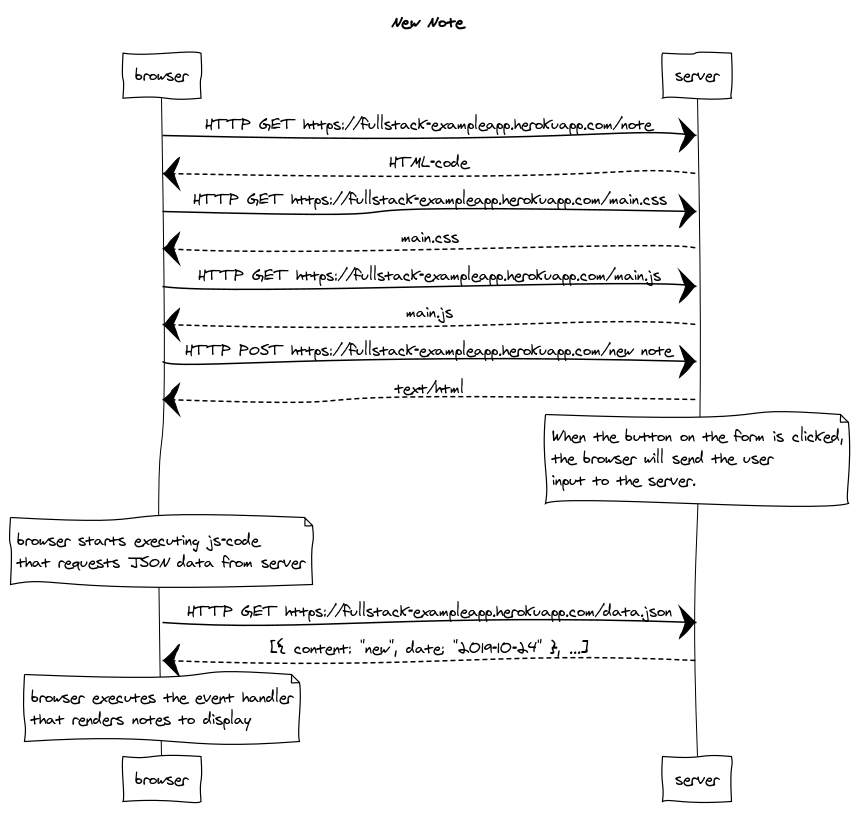 New Note
browser
server
HTTP GET https://fullstack-exampleapp.herokuapp.com/note
HTML-code
HTTP GET https://fullstack-exampleapp.herokuapp.com/main.css
main.css
HTTP GET https://fullstack-exampleapp.herokuapp.com/main.js
main.js
HTTP POST https://fullstack-exampleapp.herokuapp.com/new note
text/html
When the button on the form is clicked,
the browser will send the user
input to the server.
browser starts executing js-code
that requests JSON data from server
HTTP GET https://fullstack-exampleapp.herokuapp.com/data.json
[{ content: "new", date: "2019-10-24" }, ...]
browser executes the event handler
that renders notes to display
browser
server